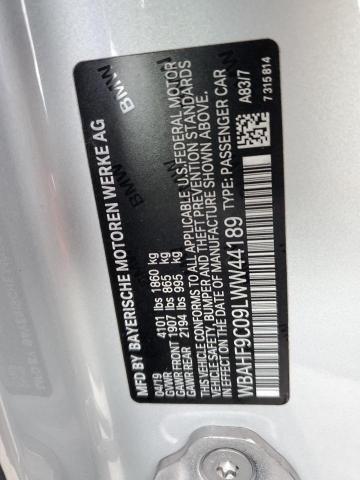 MFD BY BAYERISCHE MOTOREN WERKE AG
04/19
GVWR 4101 lbs 1860 kg
GAWR FRONT 1907 lbs 865 kg
GAWR REAR 2194 lbs 995 kg
THIS VEHICLE CONFORMS TO ALL APPLICABLE U.S.FEDERAL MOTOR
VEHICLE SAFETY, BUMPER AND THEFT PREVENTION STANDARDS
IN EFFECT ON THE DATE OF MANUFACTURE SHOWN ABOVE.
WBAHF9C09LWW44189 TYPE: PASSENGER CAR
A83/7
7 315 814
BMW
BMW